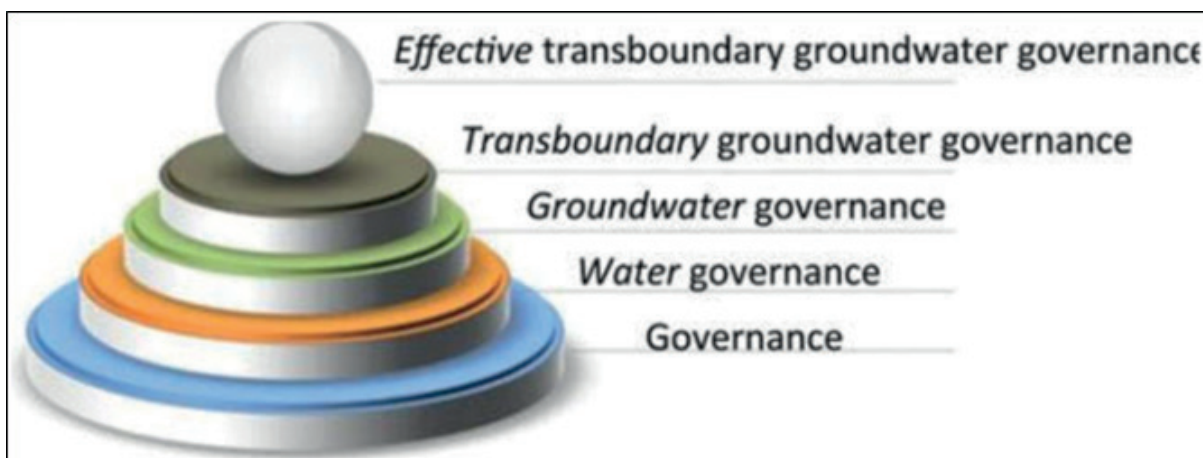 Effective transboundary groundwater governance
Transboundary groundwater governance
Groundwater governance
Water governance
Governance